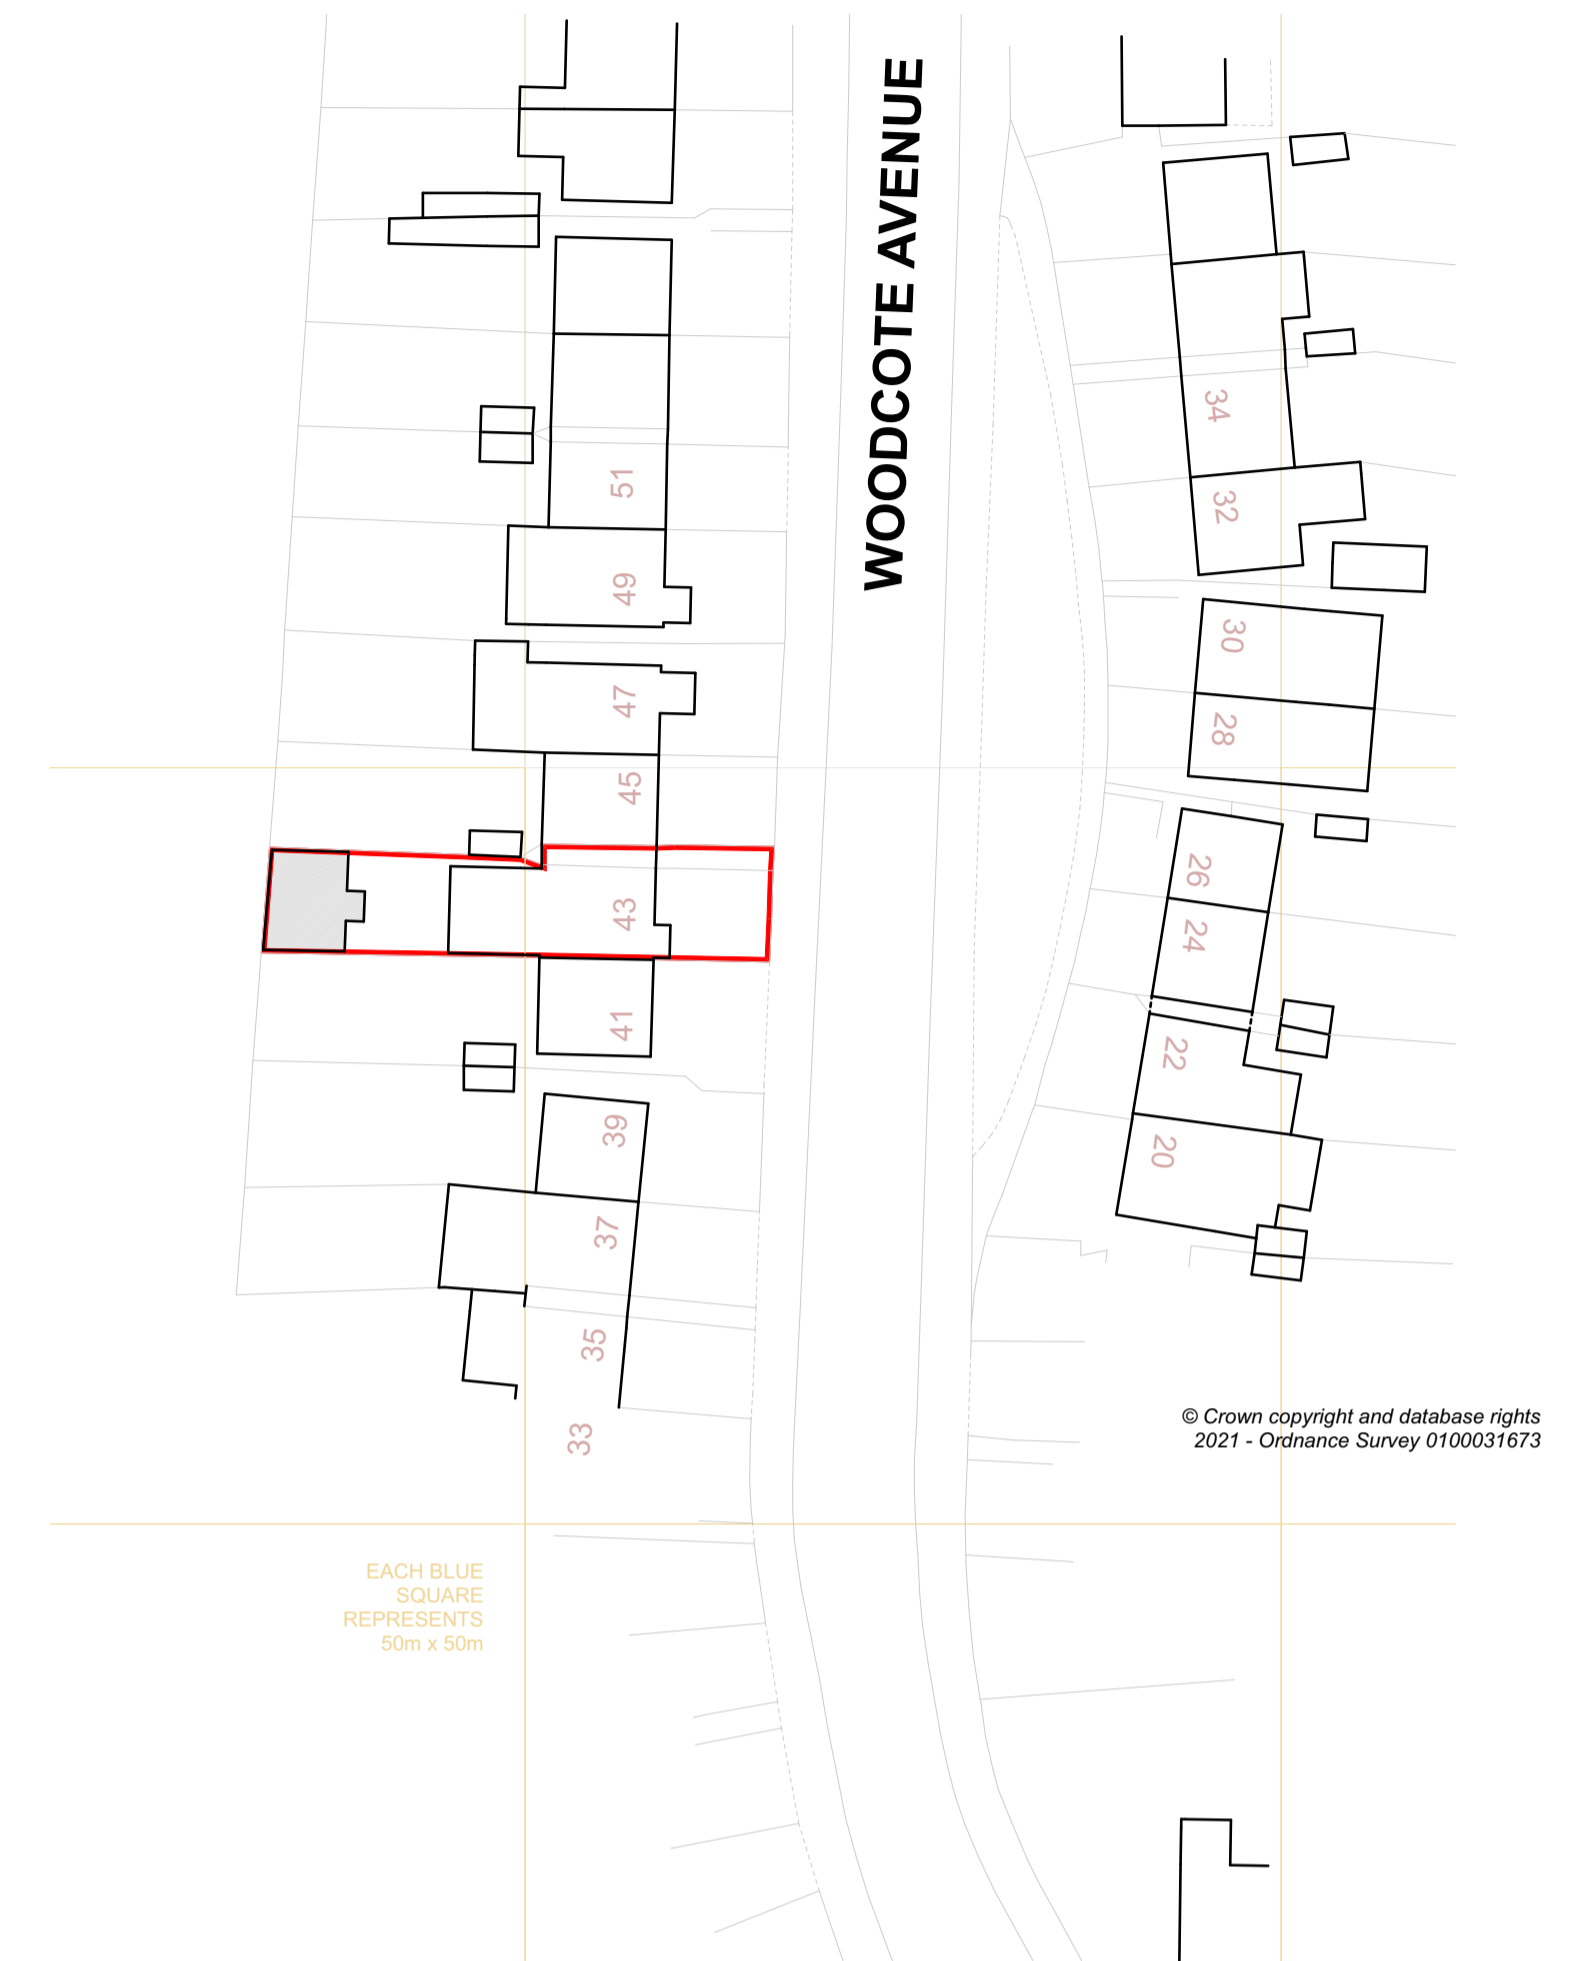 WOODCOTE AVENUE
51
49
47
45
43
41
39
37
35
33
34
32
30
28
26
24
22
20
© Crown copyright and database rights
2021 - Ordnance Survey 0100031673
EACH BLUE
SQUARE
REPRESENTS
50m x 50m